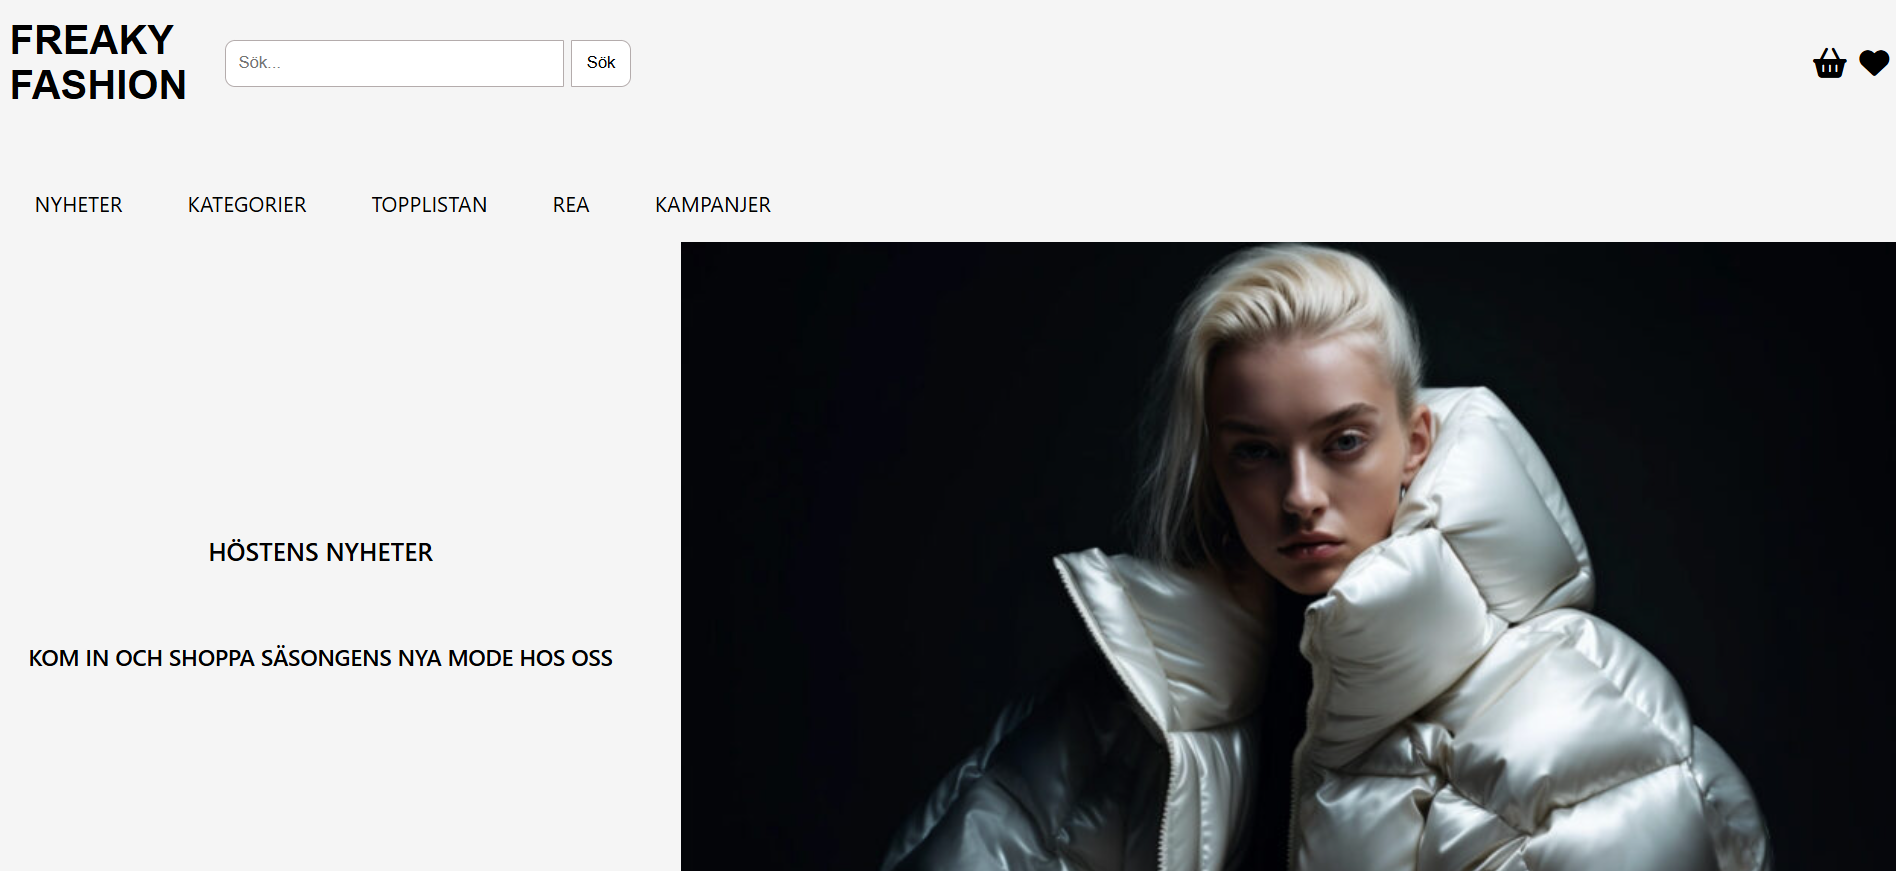 FREAKY
FASHION
Sök...
Sök
NYHETER KATEGORIER TOPPLISTAN REA KAMPANJER
HÖSTENS NYHETER
KOM IN OCH SHOPPA SÄSONGENS NYA MODE HOS OSS